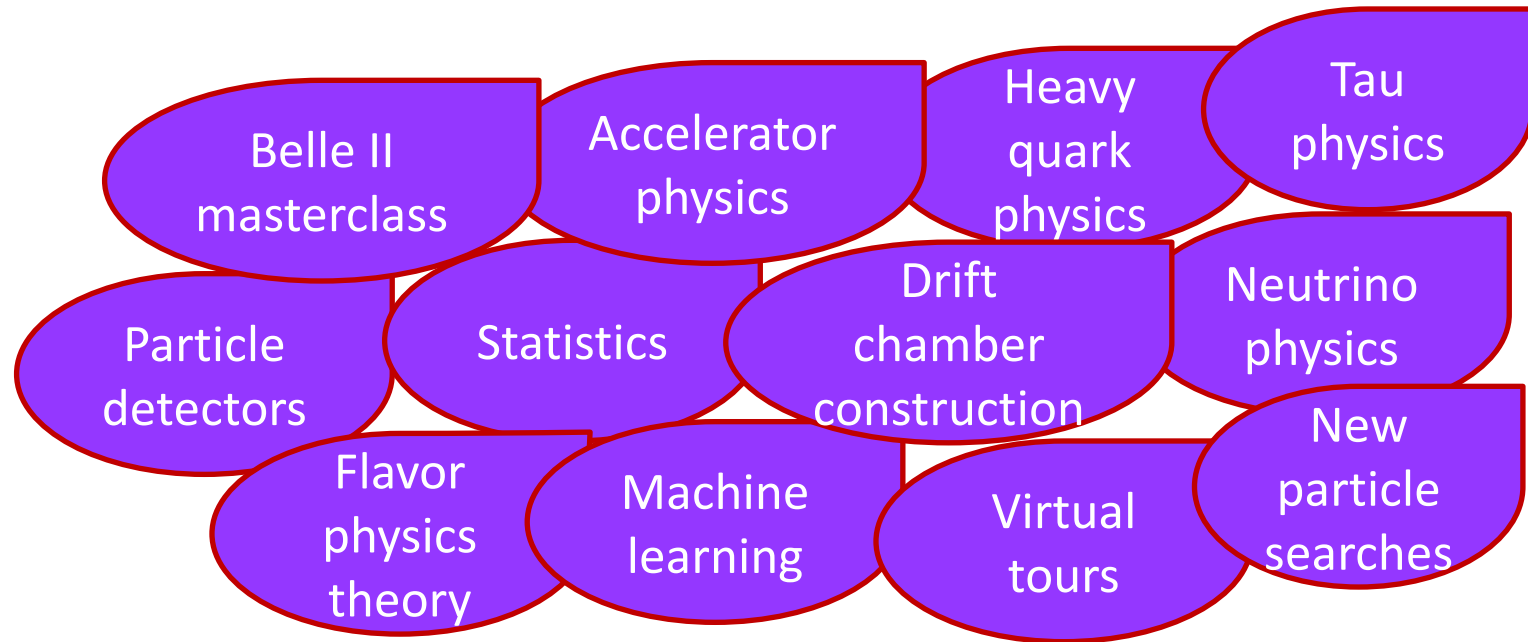 Belle II
masterclass
Accelerator
physics
Heavy
quark
physics
Tau
physics
Particle
detectors
Statistics
Drift
chamber
construction
Neutrino
physics
Flavor
physics
theory
Machine
learning
Virtual
tours
New
particle
searches